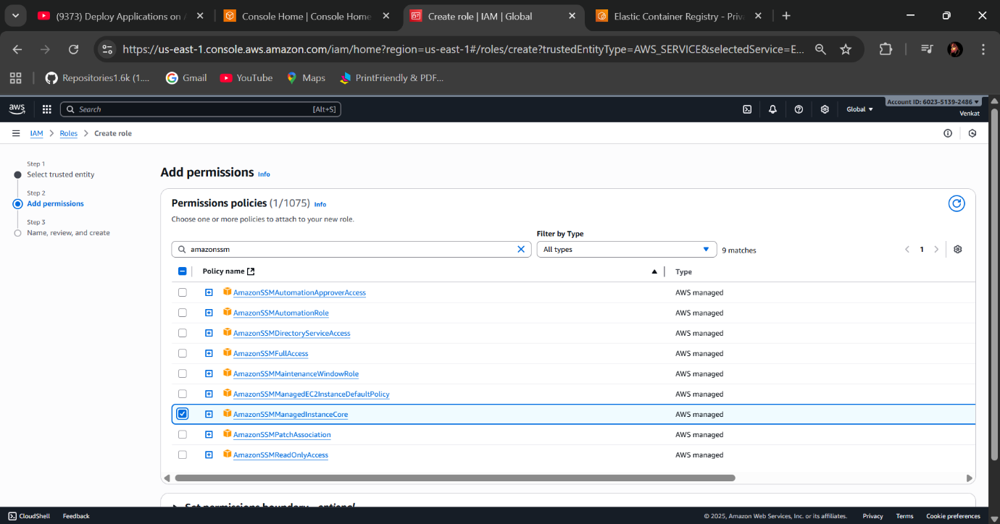 (9373) Deploy Applications on
Console Home | Console Home
Create role | IAM | Global
Elastic Container Registry - Priv
https://us-east-1.console.aws.amazon.com/iam/home?region=us-east-1#/roles/create?trustedEntityType=AWS_SERVICE&selectedService=E...
Repositories1.6k (1....
Gmail
YouTube
Maps
PrintFriendly & PDF...
aws
Search
[Alt+S]
Global
Account ID: 6023-5139-2486
Venkat
IAM
Roles
Create role
Step 1
Select trusted entity
Step 2
Add permissions
Step 3
Name, review, and create
Add permissions Info
Permissions policies (1/1075) Info
Choose one or more policies to attach to your new role.
Filter by Type
amazonssm
All types
9 matches
1
Policy name
Type
AmazonSSMAutomationApproverAccess AWS managed
AmazonSSMAutomationRole AWS managed
AmazonSSMDirectoryServiceAccess AWS managed
AmazonSSMFullAccess AWS managed
AmazonSSMMaintenanceWindowRole AWS managed
AmazonSSMManagedEC2InstanceDefaultPolicy AWS managed
AmazonSSMManagedInstanceCore AWS managed
AmazonSSMPatchAssociation AWS managed
AmazonSSMReadOnlyAccess AWS managed
Set permissions boundary - optional
CloudShell
Feedback
© 2025, Amazon Web Services, Inc. or its affiliates.
Privacy
Terms
Cookie preferences